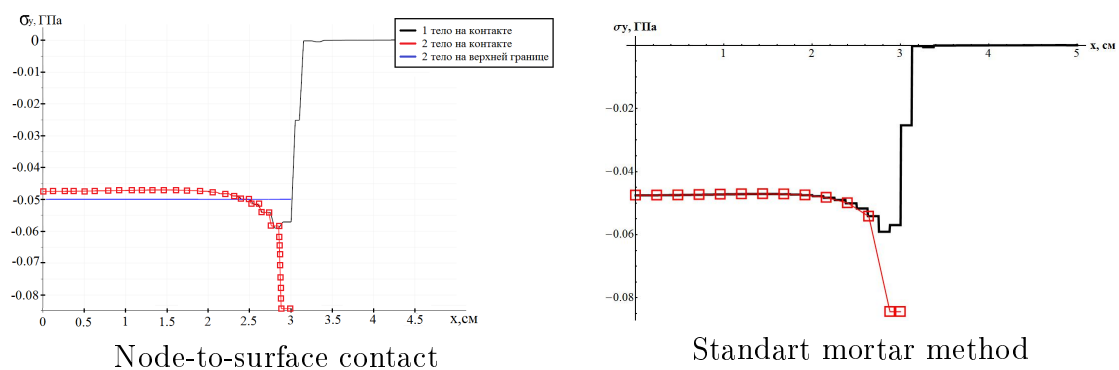 σy, ГПа
1 тело на контакте
2 тело на контакте
2 тело на верхней границе
0
-0.01
-0.02
-0.03
-0.04
-0.05
-0.06
-0.07
-0.08
0 0.5 1 1.5 2 2.5 3 3.5 4 4.5 x,см
Node-to-surface contact
σy, ГПа
1 2 3 4 5
x, см
−0.02
−0.04
−0.06
−0.08
Standart mortar method